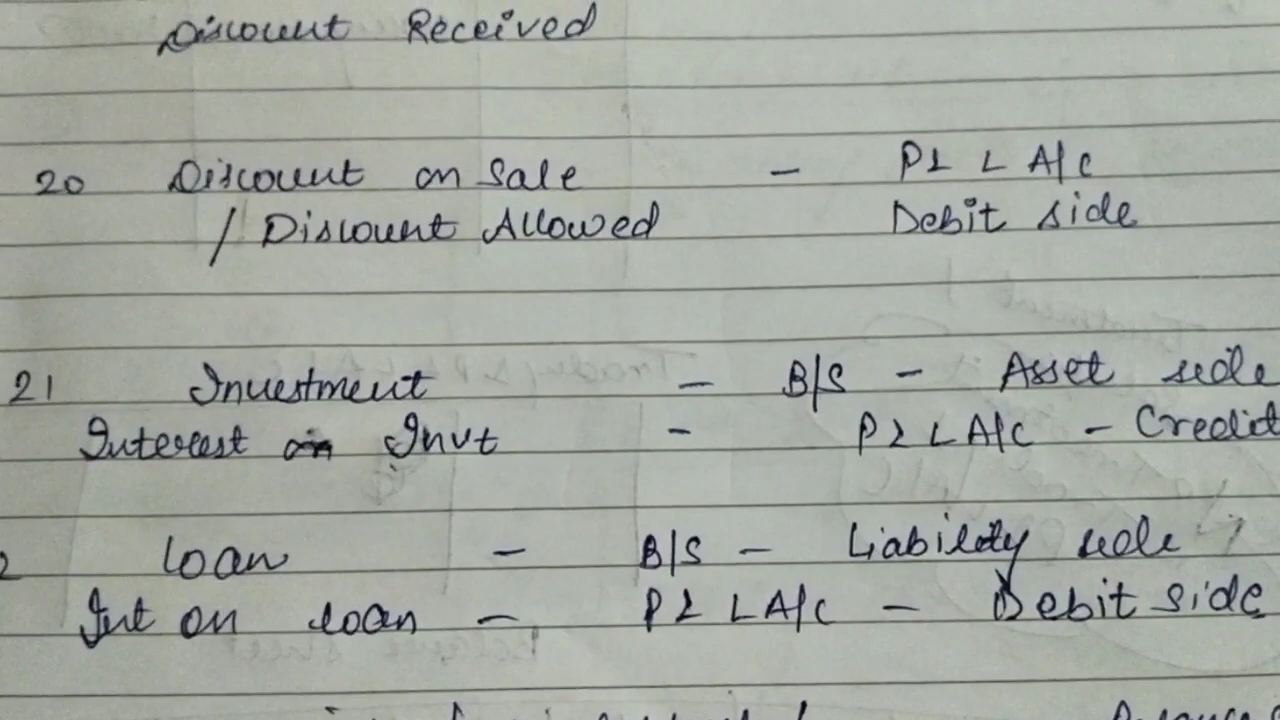 Discount Received
20 Discount on Sale - P & L A/c
/ Discount Allowed Debit side
21 Investment - B/S - Asset side
Interest on Invt - P & L A/c - Credit
2 Loan - B/S - Liability side
Int on loan - P & L A/c - Debit side